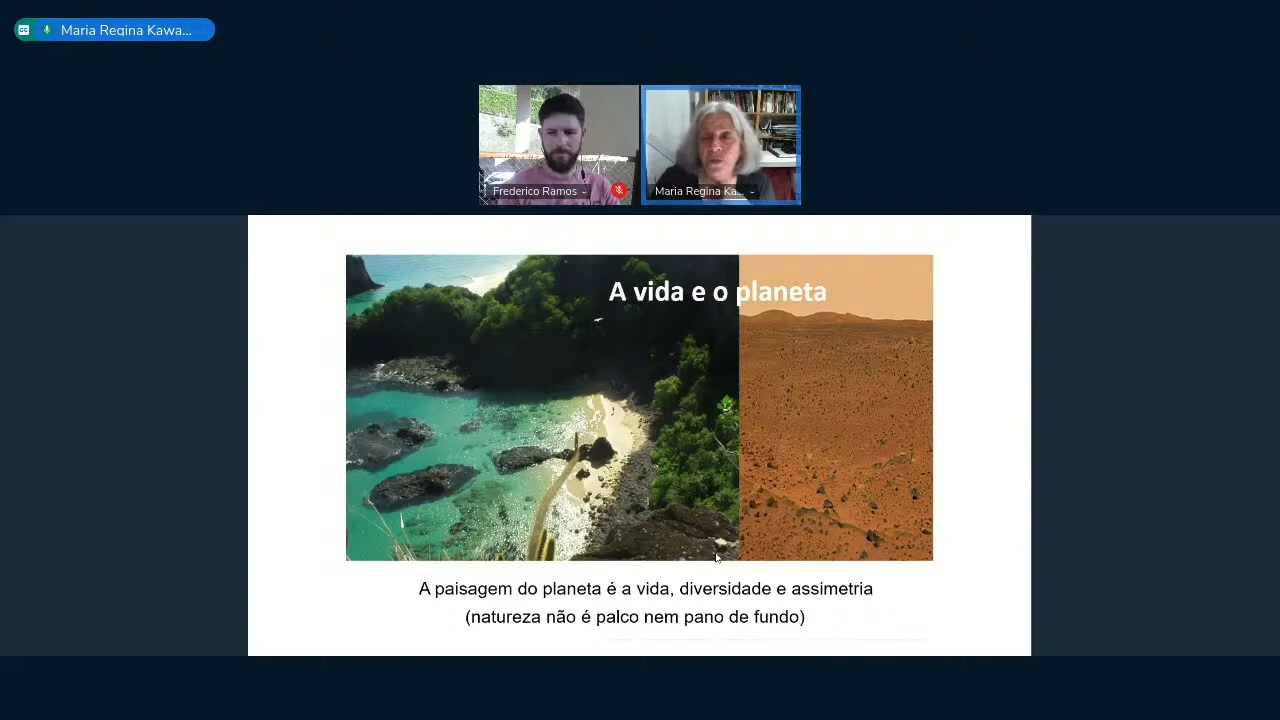 Maria Regina Kawa...
Frederico Ramos
Maria Regina Ka...
A vida e o planeta
A paisagem do planeta é a vida, diversidade e assimetria
(natureza não é palco nem pano de fundo)